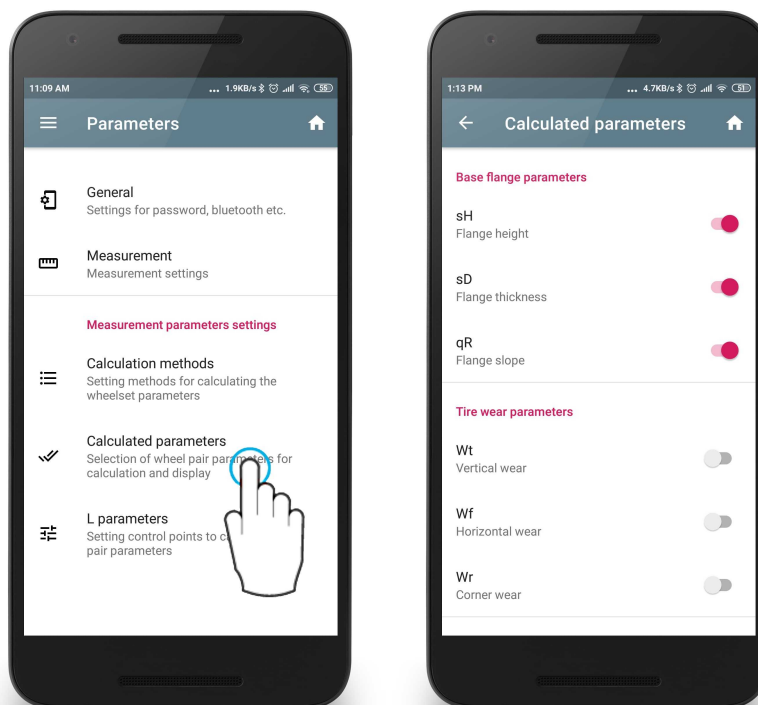 11:09 AM
... 1.9KB/s 55
Parameters
General
Settings for password, bluetooth etc.
Measurement
Measurement settings
Measurement parameters settings
Calculation methods
Setting methods for calculating the
wheelset parameters
Calculated parameters
Selection of wheel pair parameters for
calculation and display
L parameters
Setting control points to
pair parameters
1:13 PM
... 4.7KB/s 51
Calculated parameters
Base flange parameters
sH
Flange height
sD
Flange thickness
qR
Flange slope
Tire wear parameters
Wt
Vertical wear
Wf
Horizontal wear
Wr
Corner wear